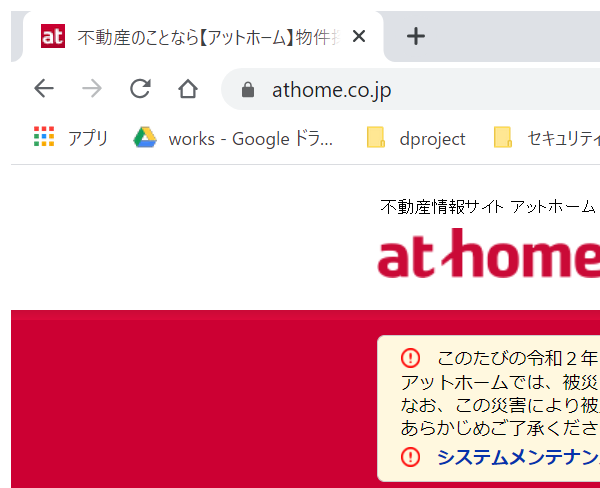 at 不動産のことなら【アットホーム】物件
athome.co.jp
アプリ works - Google ドラ... dproject セキュリティ
不動産情報サイト アットホーム
at home
このたびの令和２年
アットホームでは、被災
なお、この災害により被
あらかじめご了承くださ
システムメンテナン